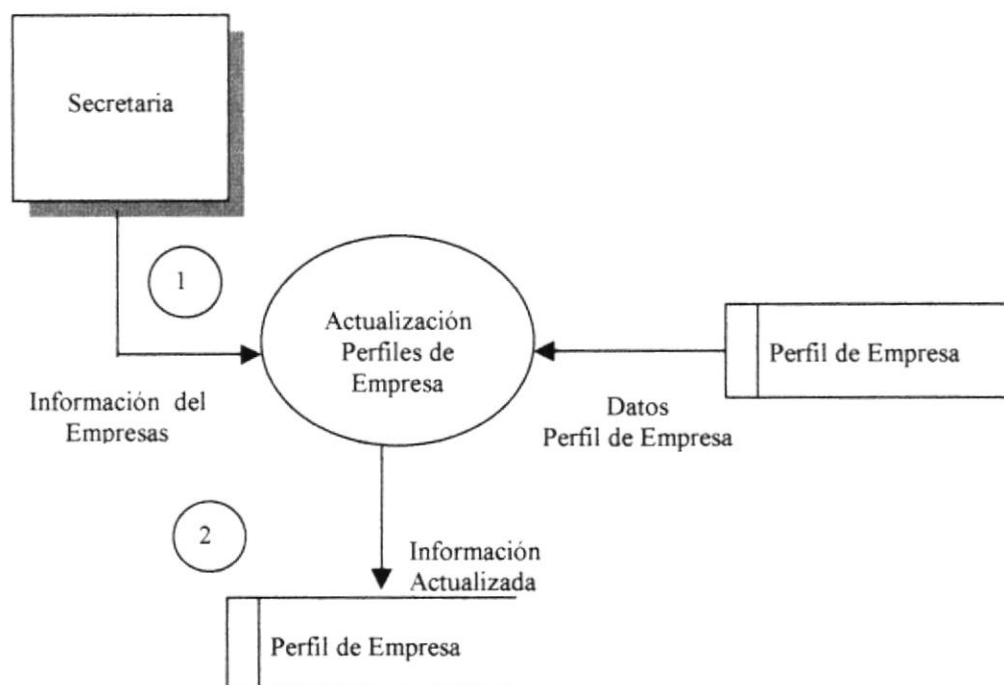 Secretaria
1
Actualización
Perfiles de
Empresa
Perfil de Empresa
Información del
Empresas
Datos
Perfil de Empresa
2
Información
Actualizada
Perfil de Empresa